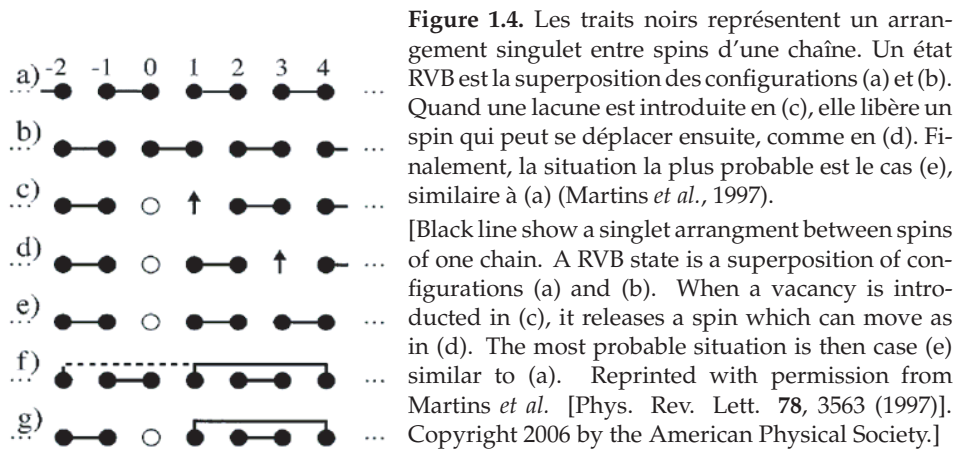 -2 -1 0 1 2 3 4
a) ...
... b) ...
... c) ...
... d) ...
... e) ...
... f) ...
... g) ...
...
Figure 1.4. Les traits noirs représentent un arran-
gement singulet entre spins d'une chaîne. Un état
RVB est la superposition des configurations (a) et (b).
Quand une lacune est introduite en (c), elle libère un
spin qui peut se déplacer ensuite, comme en (d). Fi-
nalement, la situation la plus probable est le cas (e),
similaire à (a) (Martins et al., 1997).
[Black line show a singlet arrangment between spins
of one chain. A RVB state is a superposition of con-
figurations (a) and (b). When a vacancy is intro-
ducted in (c), it releases a spin which can move as
in (d). The most probable situation is then case (e)
similar to (a). Reprinted with permission from
Martins et al. [Phys. Rev. Lett. 78, 3563 (1997)].
Copyright 2006 by the American Physical Society.]